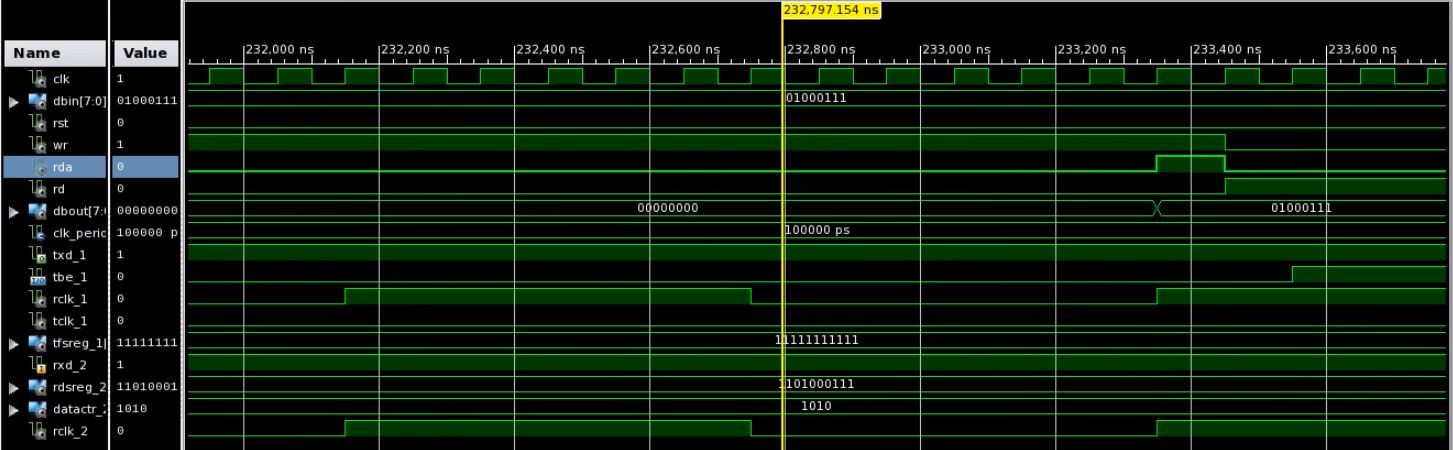 232,797.154 ns
Name Value 232,000 ns 232,200 ns 232,400 ns 232,600 ns 232,800 ns 233,000 ns 233,200 ns 233,400 ns 233,600 ns
clk 1
dbin[7:0] 01000111 01000111
rst 0
wr 1
rda 0
rd 0
dbout[7:0 00000000 00000000 01000111
clk_peric 100000 p 100000 ps
txd_1 1
tbe_1 0
rclk_1 0
tclk_1 0
tfsreg_1[ 11111111 11111111111
rxd_2 1
rdsreg_2 11010001 1101000111
datactr_2 1010 1010
rclk_2 0